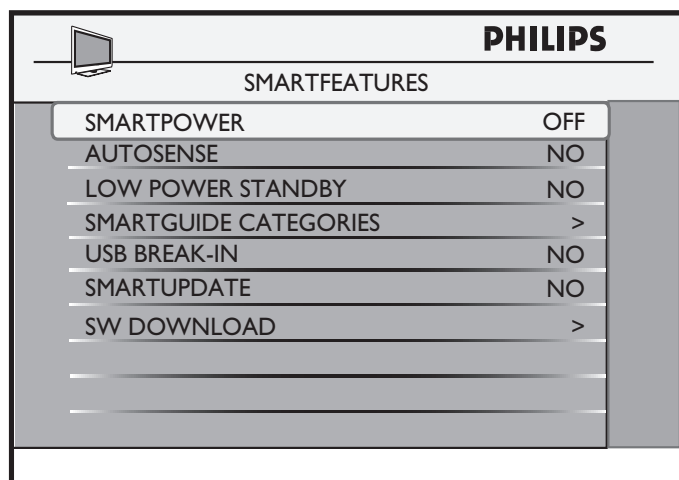 PHILIPS
SMARTFEATURES
SMARTPOWER OFF
AUTOSENSE NO
LOW POWER STANDBY NO
SMARTGUIDE CATEGORIES >
USB BREAK-IN NO
SMARTUPDATE NO
SW DOWNLOAD >